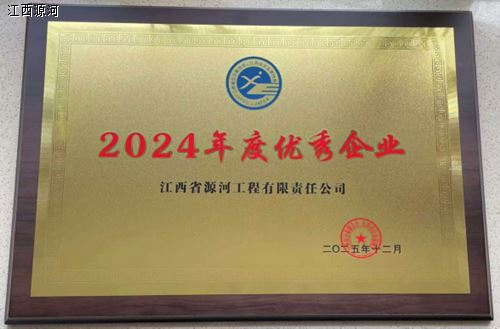 江西源河
2024年度优秀企业
江西省源河工程有限责任公司
二〇二五年十二月